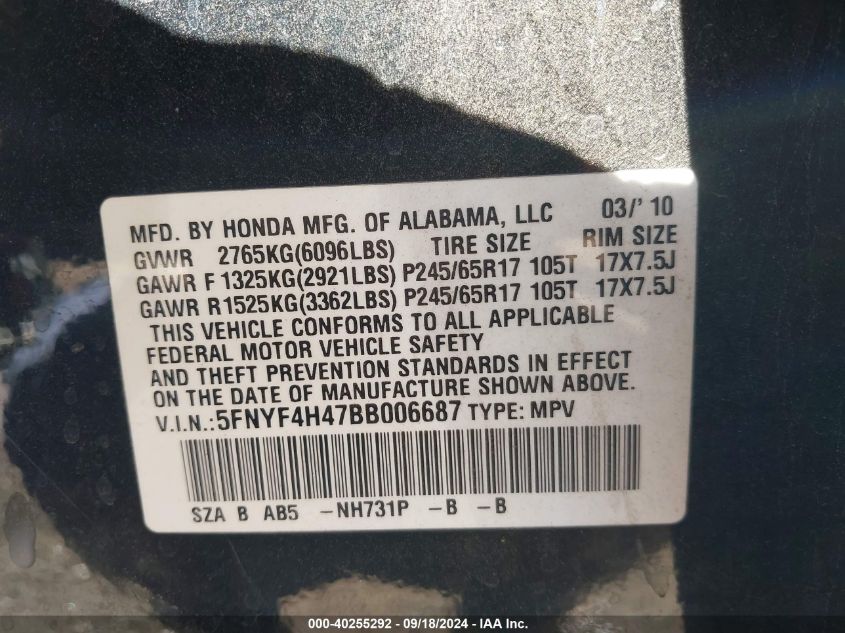 MFD. BY HONDA MFG. OF ALABAMA, LLC 03/' 10
GVWR 2765KG(6096LBS) TIRE SIZE RIM SIZE
GAWR F 1325KG(2921LBS) P245/65R17 105T 17X7.5J
GAWR R1525KG(3362LBS) P245/65R17 105T 17X7.5J
THIS VEHICLE CONFORMS TO ALL APPLICABLE
FEDERAL MOTOR VEHICLE SAFETY
AND THEFT PREVENTION STANDARDS IN EFFECT
ON THE DATE OF MANUFACTURE SHOWN ABOVE.
V.I.N.:5FNYF4H47BB006687 TYPE: MPV
SZA B AB5 -NH731P -B -B
000-40255292 - 09/18/2024 - IAA Inc.